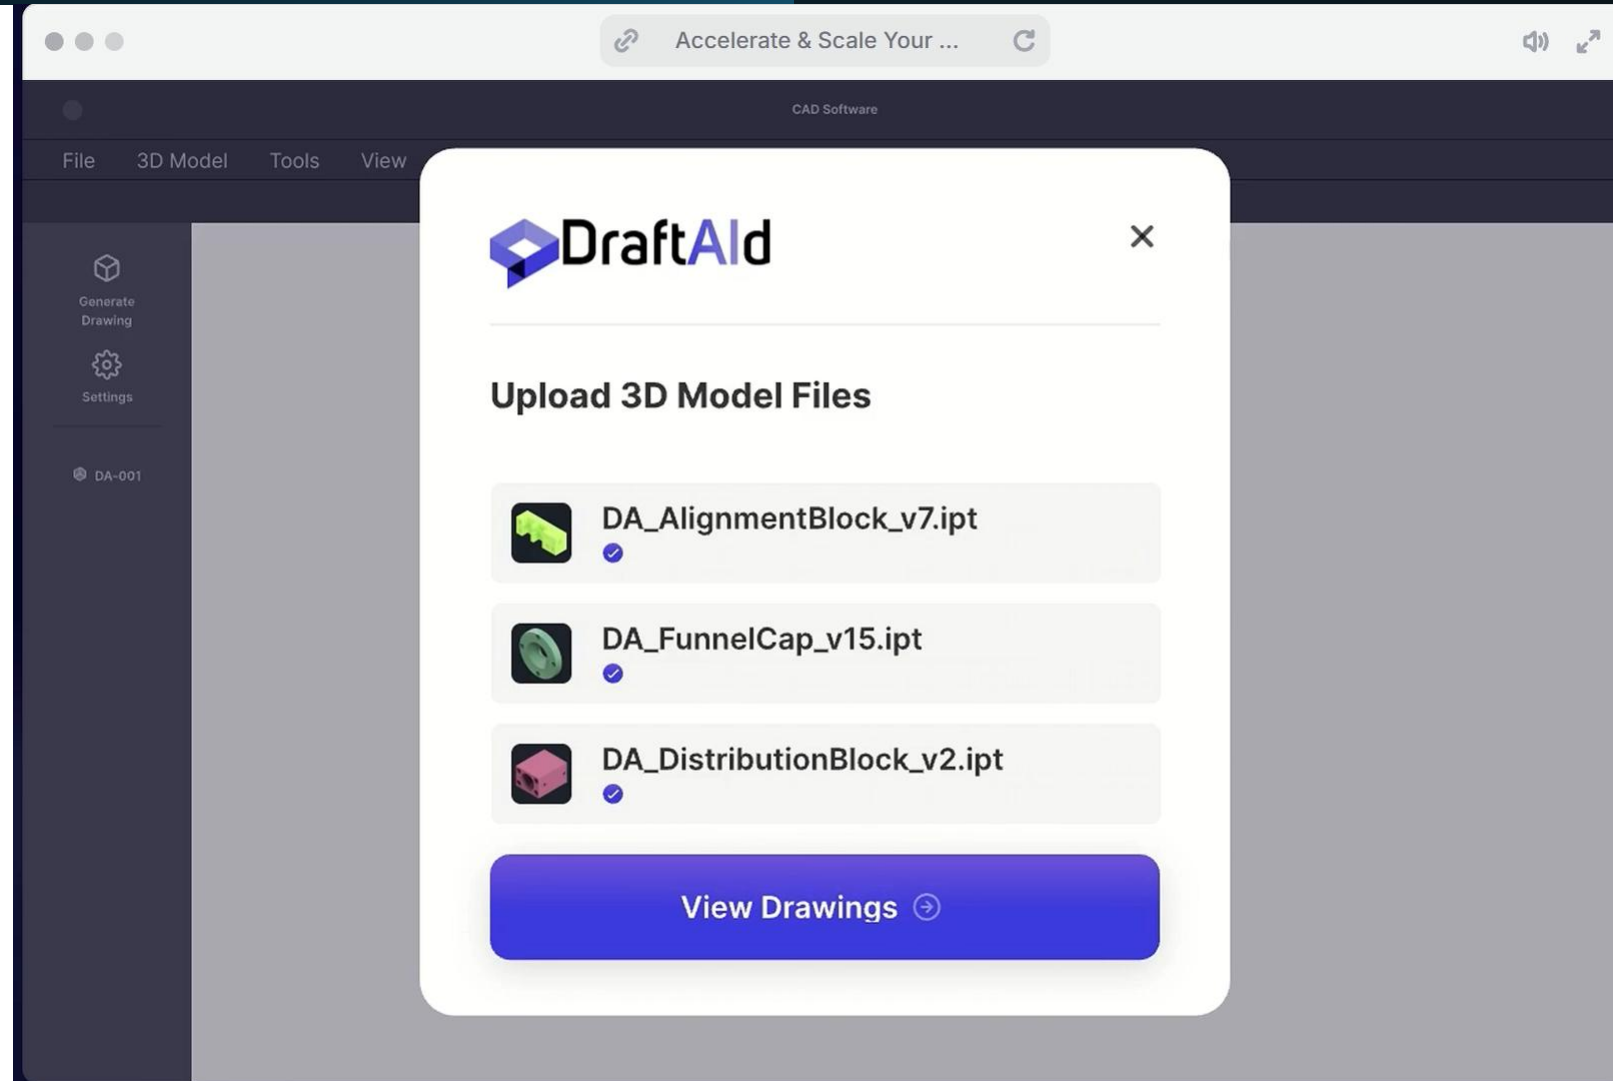 Accelerate & Scale Your ...
CAD Software
File 3D Model Tools View
Generate
Drawing
Settings
DA-001
DraftAId
Upload 3D Model Files
DA_AlignmentBlock_v7.ipt
DA_FunnelCap_v15.ipt
DA_DistributionBlock_v2.ipt
View Drawings